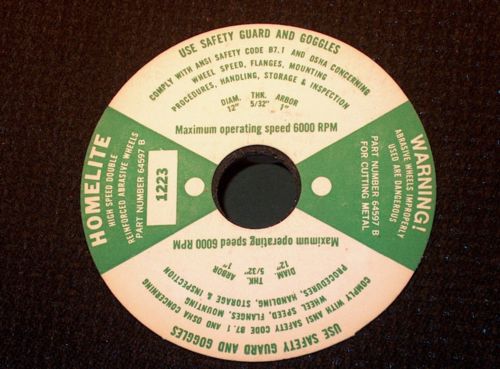 USE SAFETY GUARD AND GOGGLES
COMPLY WITH ANSI SAFETY CODE B7.1 AND OSHA CONCERNING
WHEEL SPEED, FLANGES, MOUNTING
PROCEDURES, HANDLING, STORAGE & INSPECTION
DIAM. THK. ARBOR
12" 5/32" 1"
Maximum operating speed 6000 RPM
HOMELITE
HIGH SPEED DOUBLE
REINFORCED ABRASIVE WHEELS
PART NUMBER 64597 B
1223
WARNING!
ABRASIVE WHEELS IMPROPERLY
USED ARE DANGEROUS
PART NUMBER 64597 B
FOR CUTTING METAL
Maximum operating speed 6000 RPM
DIAM. THK. ARBOR
12" 5/32" 1"
PROCEDURES, HANDLING, STORAGE & INSPECTION
WHEEL SPEED, FLANGES, MOUNTING
COMPLY WITH ANSI SAFETY CODE B7.1 AND OSHA CONCERNING
USE SAFETY GUARD AND GOGGLES